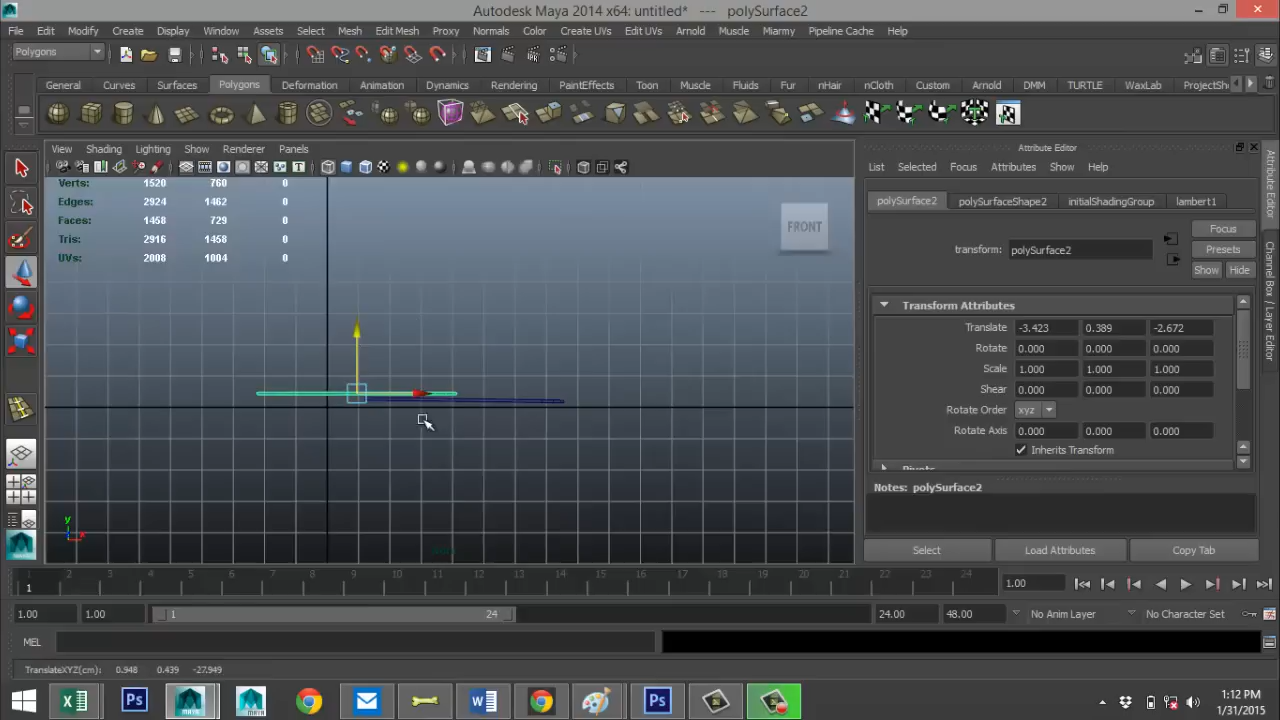 Autodesk Maya 2014 x64: untitled* --- polySurface2
File Edit Modify Create Display Window Assets Select Mesh Edit Mesh Proxy Normals Color Create UVs Edit UVs Arnold Muscle Miarmy Pipeline Cache Help
Polygons
General Curves Surfaces Polygons Deformation Animation Dynamics Rendering PaintEffects Toon Muscle Fluids Fur nHair nCloth Custom Arnold DMM TURTLE WaxLab ProjectSh
View Shading Lighting Show Renderer Panels
Verts: 1520 760 0
Edges: 2924 1462 0
Faces: 1458 729 0
Tris: 2916 1458 0
UVs: 2008 1004 0
FRONT
y
x
Attribute Editor
List Selected Focus Attributes Show Help
polySurface2 polySurfaceShape2 initialShadingGroup lambert1
Focus
transform: polySurface2 Presets
Show Hide
Transform Attributes
Translate -3.423 0.389 -2.672
Rotate 0.000 0.000 0.000
Scale 1.000 1.000 1.000
Shear 0.000 0.000 0.000
Rotate Order xyz
Rotate Axis 0.000 0.000 0.000
Inherits Transform
Notes: polySurface2
Select Load Attributes Copy Tab
Attribute Editor
Channel Box / Layer Editor
1 2 3 4 5 6 7 8 9 10 11 12 13 14 15 16 17 18 19 20 21 22 23 24
1 1.00
1.00 1.00 1 24 24.00 48.00 No Anim Layer No Character Set
MEL
TranslateXYZ(cm): 0.948 0.439 -27.949
1:12 PM
1/31/2015